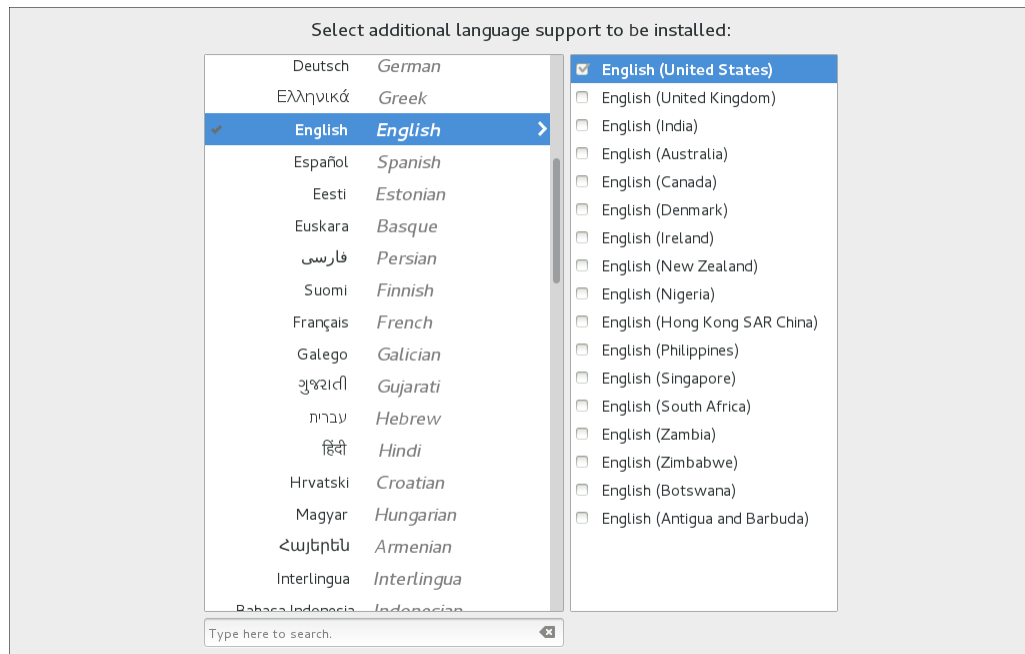 Select additional language support to be installed:
Deutsch German
Ελληνικά Greek
English English
Español Spanish
Eesti Estonian
Euskara Basque
فارسی Persian
Suomi Finnish
Français French
Galego Galician
ગુજરાતી Gujarati
עברית Hebrew
हिंदी Hindi
Hrvatski Croatian
Magyar Hungarian
Հայերեն Armenian
Interlingua Interlingua
Bahasa Indonesia Indonesian
Type here to search.
English (United States)
English (United Kingdom)
English (India)
English (Australia)
English (Canada)
English (Denmark)
English (Ireland)
English (New Zealand)
English (Nigeria)
English (Hong Kong SAR China)
English (Philippines)
English (Singapore)
English (South Africa)
English (Zambia)
English (Zimbabwe)
English (Botswana)
English (Antigua and Barbuda)